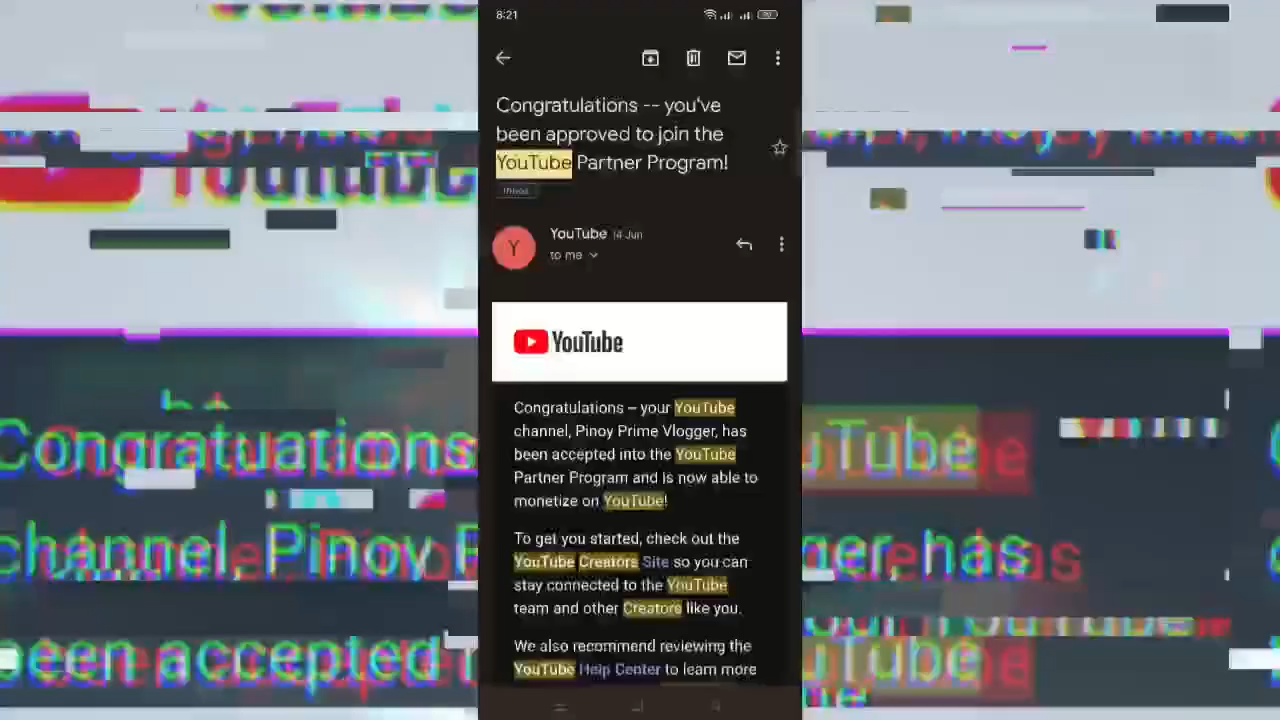 8:21
Congratulations -- you've
been approved to join the
YouTube Partner Program!
Inbox
Y
YouTube 14 Jun
to me
YouTube
Congratulations – your YouTube
channel, Pinoy Prime Vlogger, has
been accepted into the YouTube
Partner Program and is now able to
monetize on YouTube!
To get you started, check out the
YouTube Creators Site so you can
stay connected to the YouTube
team and other Creators like you.
We also recommend reviewing the
YouTube Help Center to learn more